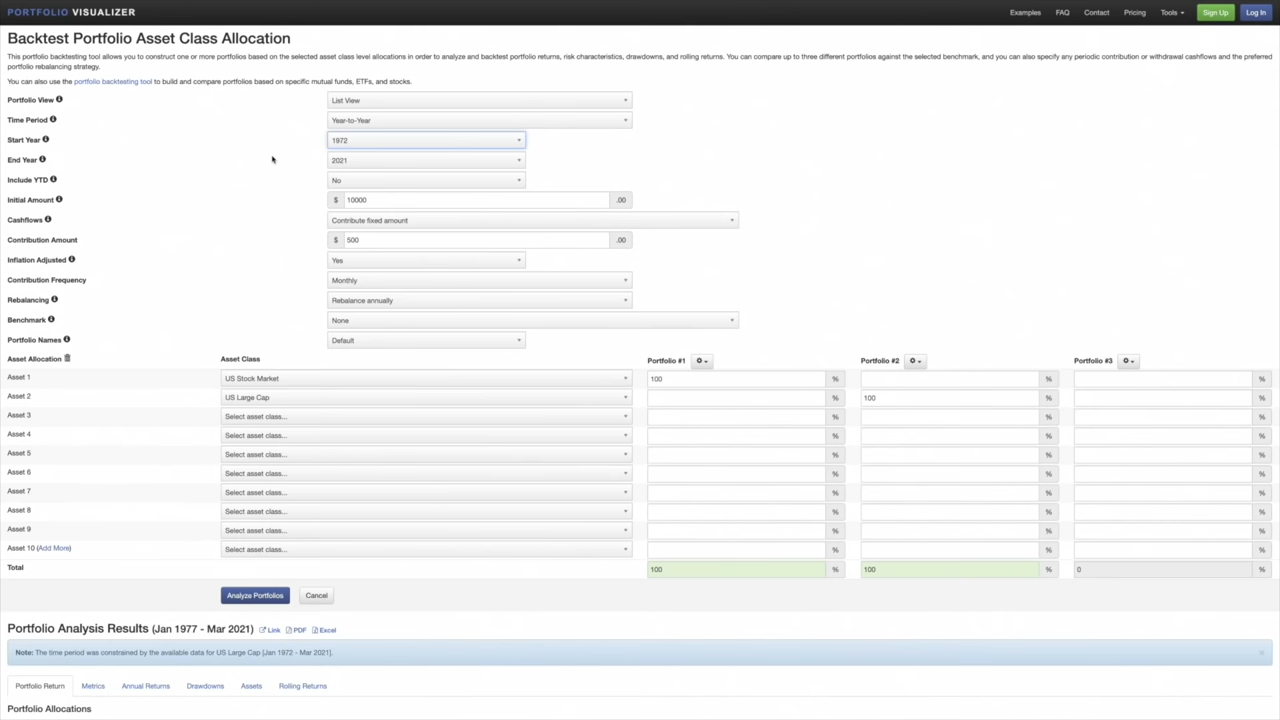 PORTFOLIO VISUALIZER
Examples FAQ Contact Pricing Tools Sign Up Log In
Backtest Portfolio Asset Class Allocation
This portfolio backtesting tool allows you to construct one or more portfolios based on the selected asset class level allocations in order to analyze and backtest portfolio returns, risk characteristics, drawdowns, and rolling returns. You can compare up to three different portfolios against the selected benchmark, and you can also specify any periodic contribution or withdrawal cashflows and the preferred
portfolio rebalancing strategy.
You can also use the portfolio backtesting tool to build and compare portfolios based on specific mutual funds, ETFs, and stocks.
Portfolio View List View
Time Period Year-to-Year
Start Year 1972
End Year 2021
Include YTD No
Initial Amount $ 10000 .00
Cashflows Contribute fixed amount
Contribution Amount $ 500 .00
Inflation Adjusted Yes
Contribution Frequency Monthly
Rebalancing Rebalance annually
Benchmark None
Portfolio Names Default
Asset Allocation Asset Class Portfolio #1 Portfolio #2 Portfolio #3
Asset 1 US Stock Market 100 % % %
Asset 2 US Large Cap % 100 % %
Asset 3 Select asset class... % % %
Asset 4 Select asset class... % % %
Asset 5 Select asset class... % % %
Asset 6 Select asset class... % % %
Asset 7 Select asset class... % % %
Asset 8 Select asset class... % % %
Asset 9 Select asset class... % % %
Asset 10 (Add More) Select asset class... % % %
Total 100 % 100 % 0 %
Analyze Portfolios Cancel
Portfolio Analysis Results (Jan 1977 - Mar 2021) Link PDF Excel
Note: The time period was constrained by the available data for US Large Cap [Jan 1972 - Mar 2021]. ×
Portfolio Return Metrics Annual Returns Drawdowns Assets Rolling Returns
Portfolio Allocations